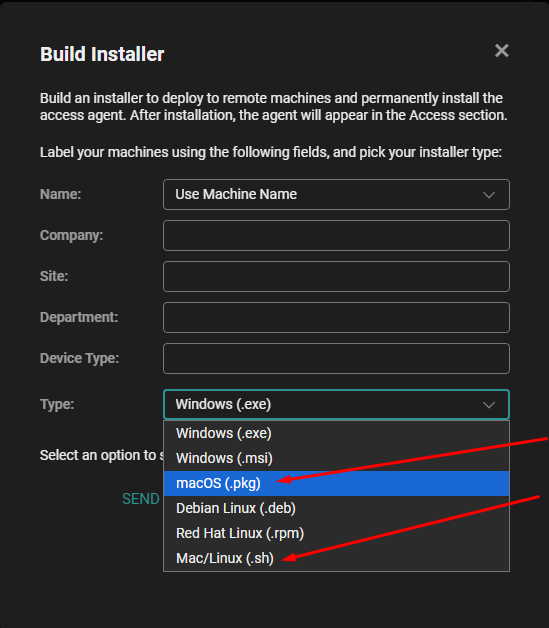 Build Installer
Build an installer to deploy to remote machines and permanently install the
access agent. After installation, the agent will appear in the Access section.
Label your machines using the following fields, and pick your installer type:
Name: Use Machine Name
Company:
Site:
Department:
Device Type:
Type: Windows (.exe)
Windows (.exe)
Windows (.msi)
macOS (.pkg)
Debian Linux (.deb)
Red Hat Linux (.rpm)
Mac/Linux (.sh)
Select an option to
SEND